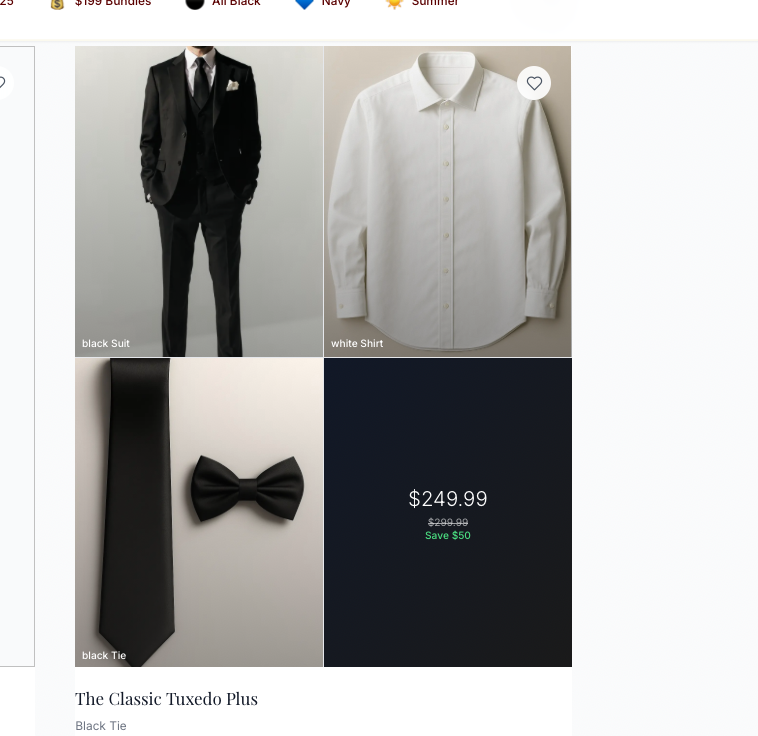 25
$199 Bundles
All Black
Navy
Summer
black Suit
white Shirt
$249.99
$299.99
Save $50
black Tie
The Classic Tuxedo Plus
Black Tie